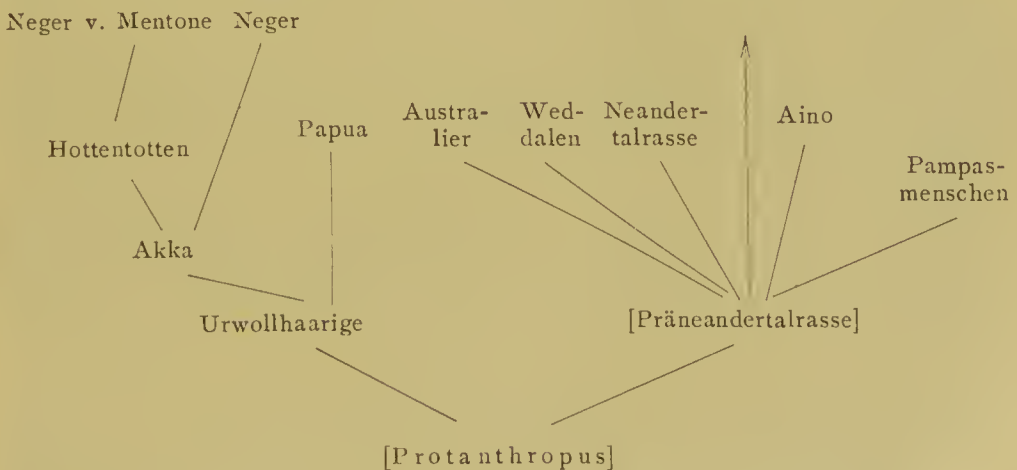 Neger v. Mentone Neger
Austra-
lier
Wed-
dalen
Neander-
talrasse
Aino
Papua
Hottentotten
Pampas-
menschen
Akka
Urwollhaarige
[Präneandertalrasse]
[Protanthropus]